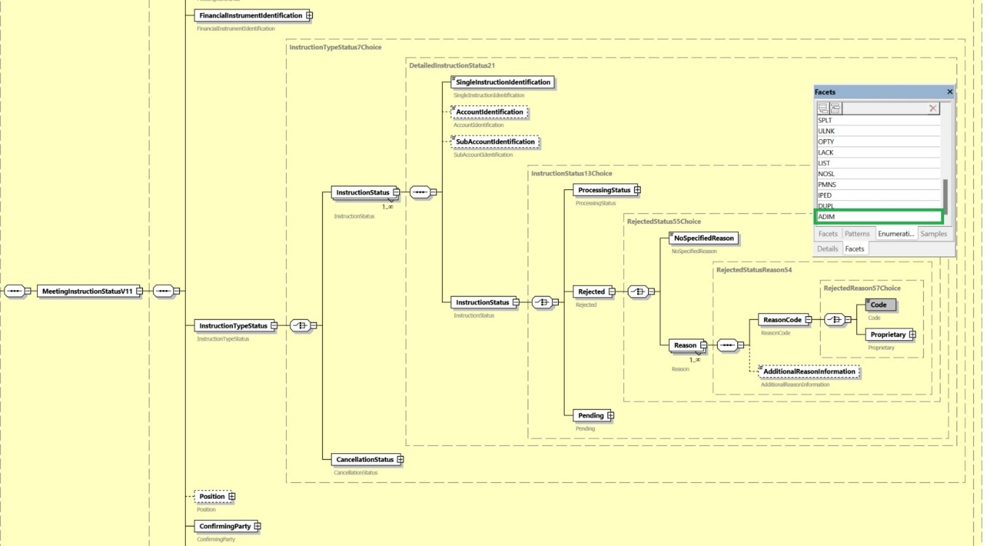 FinancialInstrumentIdentification
FinancialInstrumentIdentification
InstructionTypeStatus7Choice
DetailedInstructionStatus21
SingleInstructionIdentification
SingleInstructionIdentification
AccountIdentification
AccountIdentification
SubAccountIdentification
SubAccountIdentification
InstructionStatus13Choice
InstructionStatus
1..∞
InstructionStatus
ProcessingStatus
ProcessingStatus
RejectedStatus55Choice
NoSpecifiedReason
NoSpecifiedReason
RejectedStatusReason54
RejectedReason57Choice
MeetingInstructionStatusV11
InstructionTypeStatus
InstructionTypeStatus
InstructionStatus
InstructionStatus
Rejected
Rejected
Code
Code
ReasonCode
ReasonCode
Proprietary
Proprietary
Reason
1..∞
Reason
AdditionalReasonInformation
AdditionalReasonInformation
Pending
Pending
CancellationStatus
CancellationStatus
Position
Position
ConfirmingParty
ConfirmingParty
Facets
SPLT
ULNK
OPTY
LACK
LIST
NOSL
PMNS
IPED
DUPL
ADIM
Facets Patterns Enumerati... Samples
Details Facets